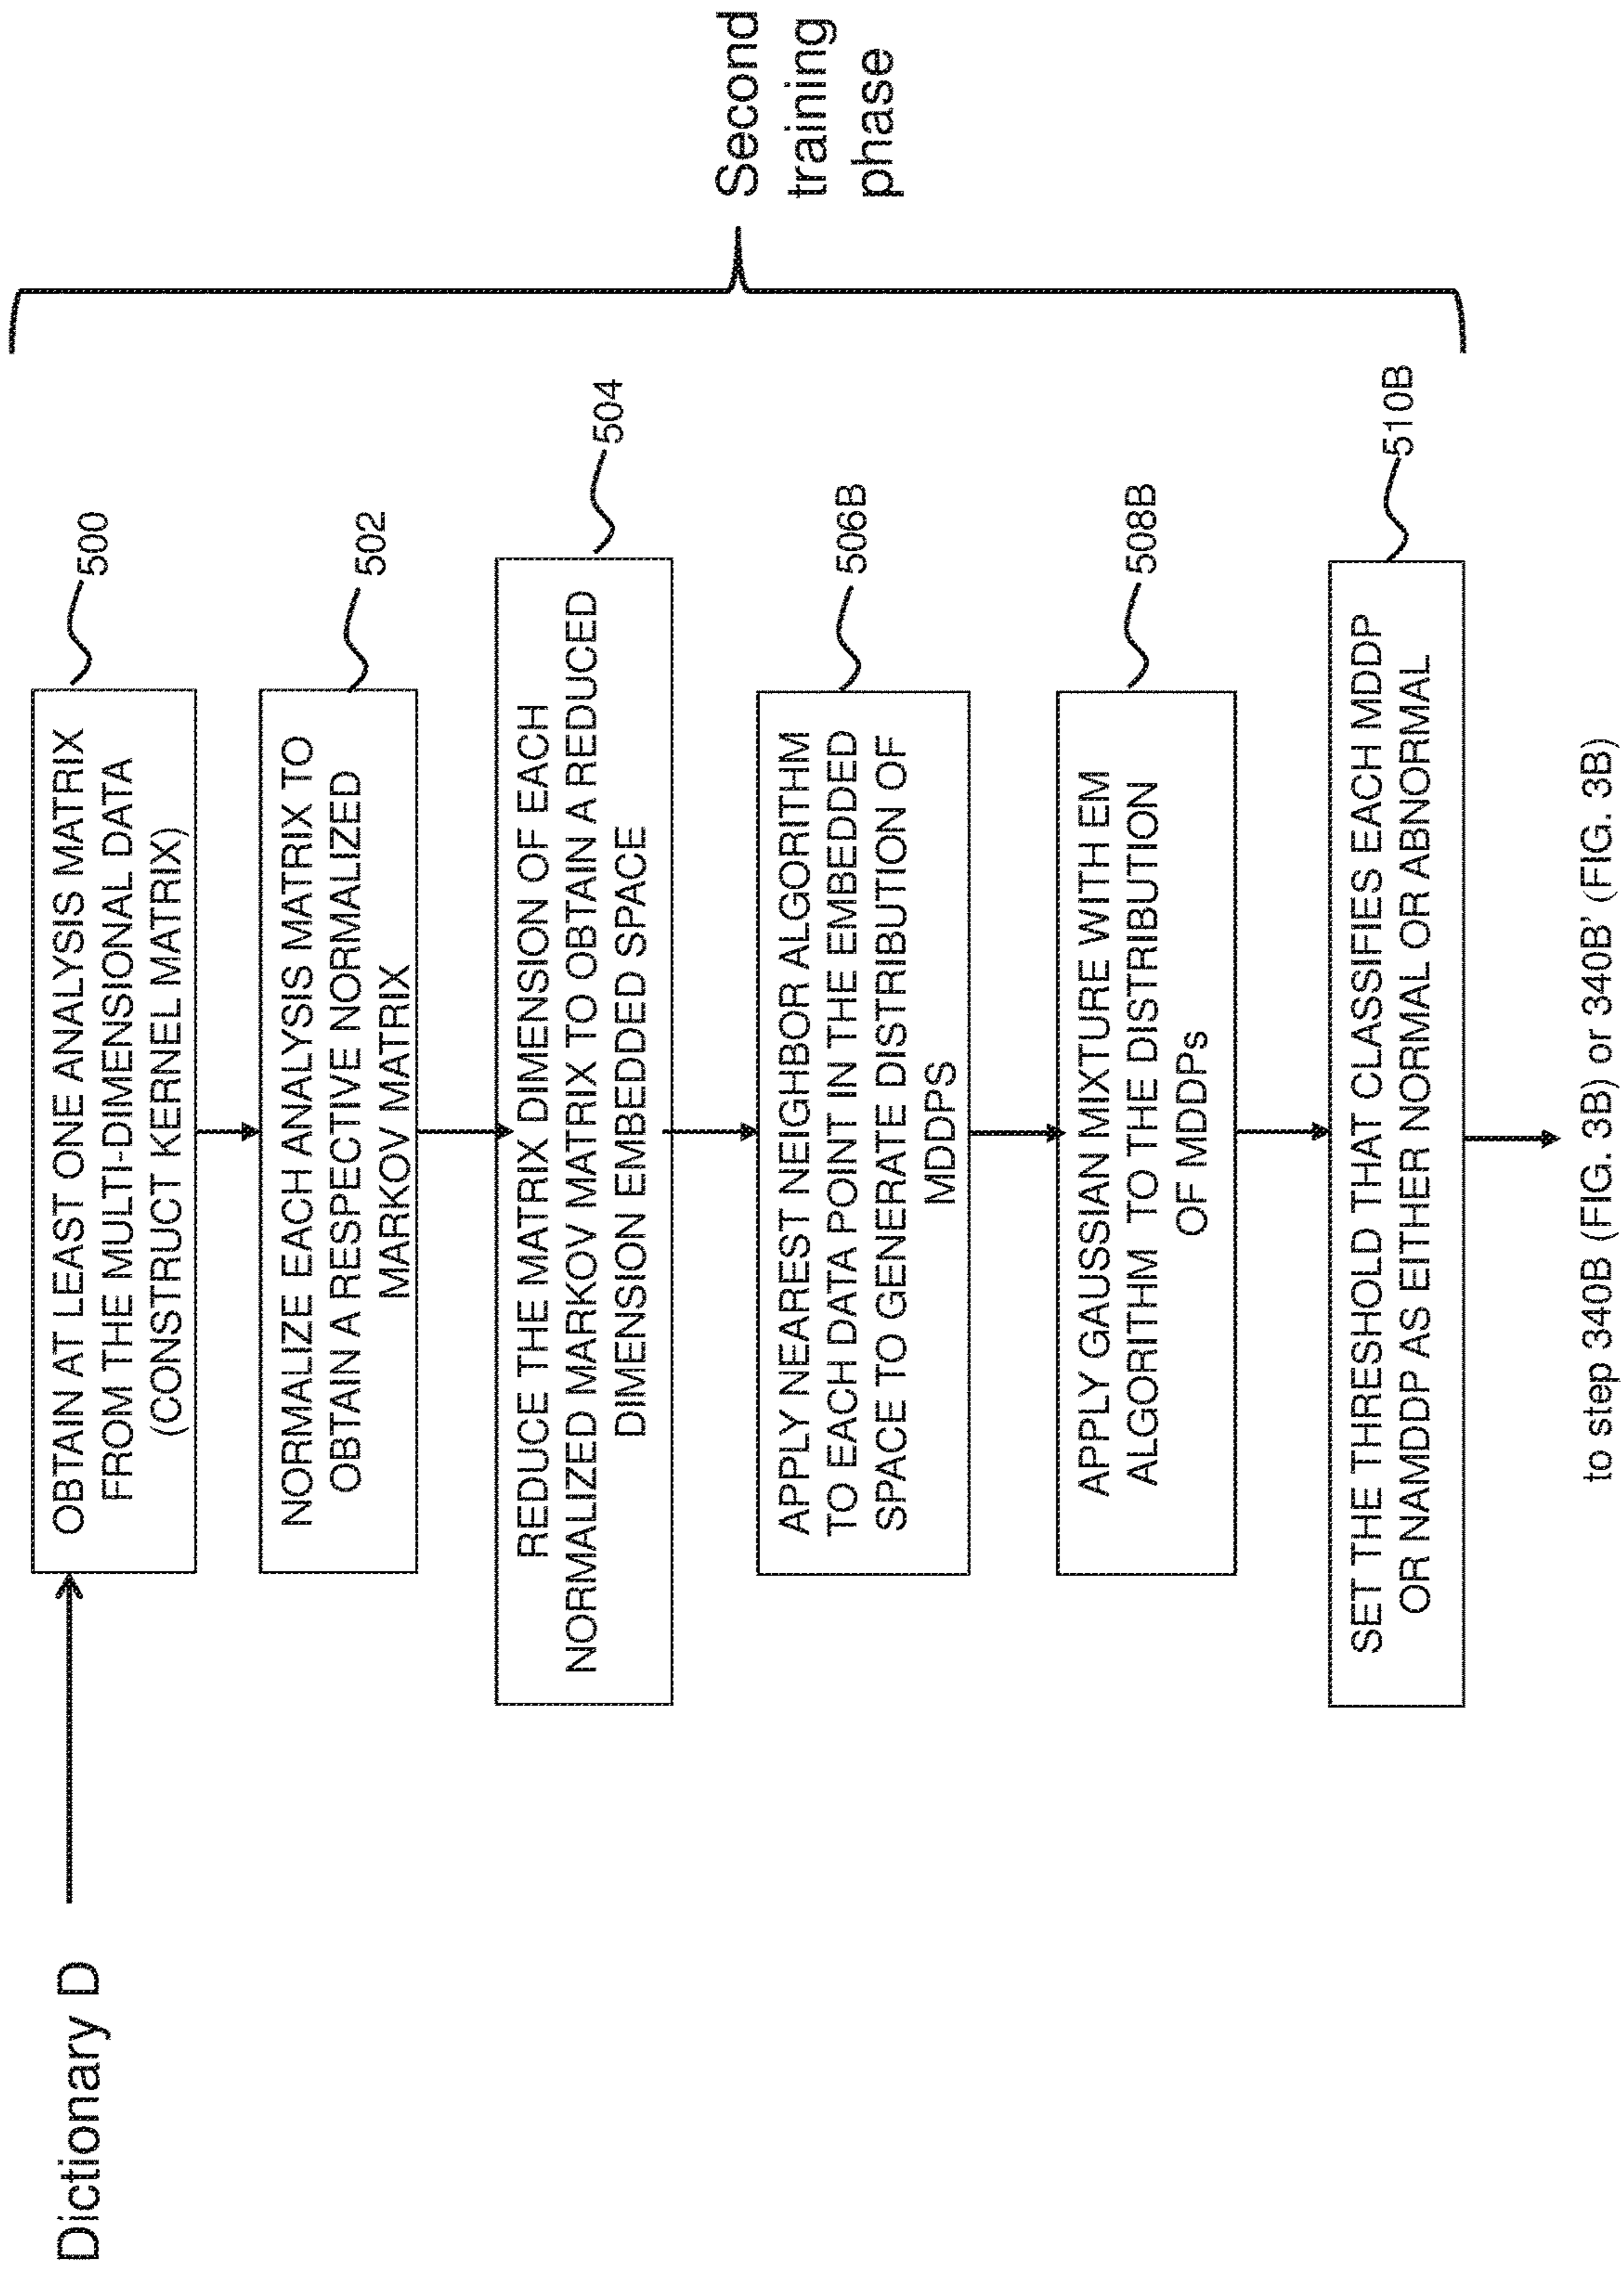 Dictionary D
OBTAIN AT LEAST ONE ANALYSIS MATRIX
FROM THE MULTI-DIMENSIONAL DATA
(CONSTRUCT KERNEL MATRIX)
500
NORMALIZE EACH ANALYSIS MATRIX TO
OBTAIN A RESPECTIVE NORMALIZED
MARKOV MATRIX
502
REDUCE THE MATRIX DIMENSION OF EACH
NORMALIZED MARKOV MATRIX TO OBTAIN A REDUCED
DIMENSION EMBEDDED SPACE
504
APPLY NEAREST NEIGHBOR ALGORITHM
TO EACH DATA POINT IN THE EMBEDDED
SPACE TO GENERATE DISTRIBUTION OF
MDDPS
506B
APPLY GAUSSIAN MIXTURE WITH EM
ALGORITHM TO THE DISTRIBUTION
OF MDDPs
508B
SET THE THRESHOLD THAT CLASSIFIES EACH MDDP
OR NAMDDP AS EITHER NORMAL OR ABNORMAL
510B
Second
training
phase
to step 340B (FIG. 3B) or 340B' (FIG. 3B)